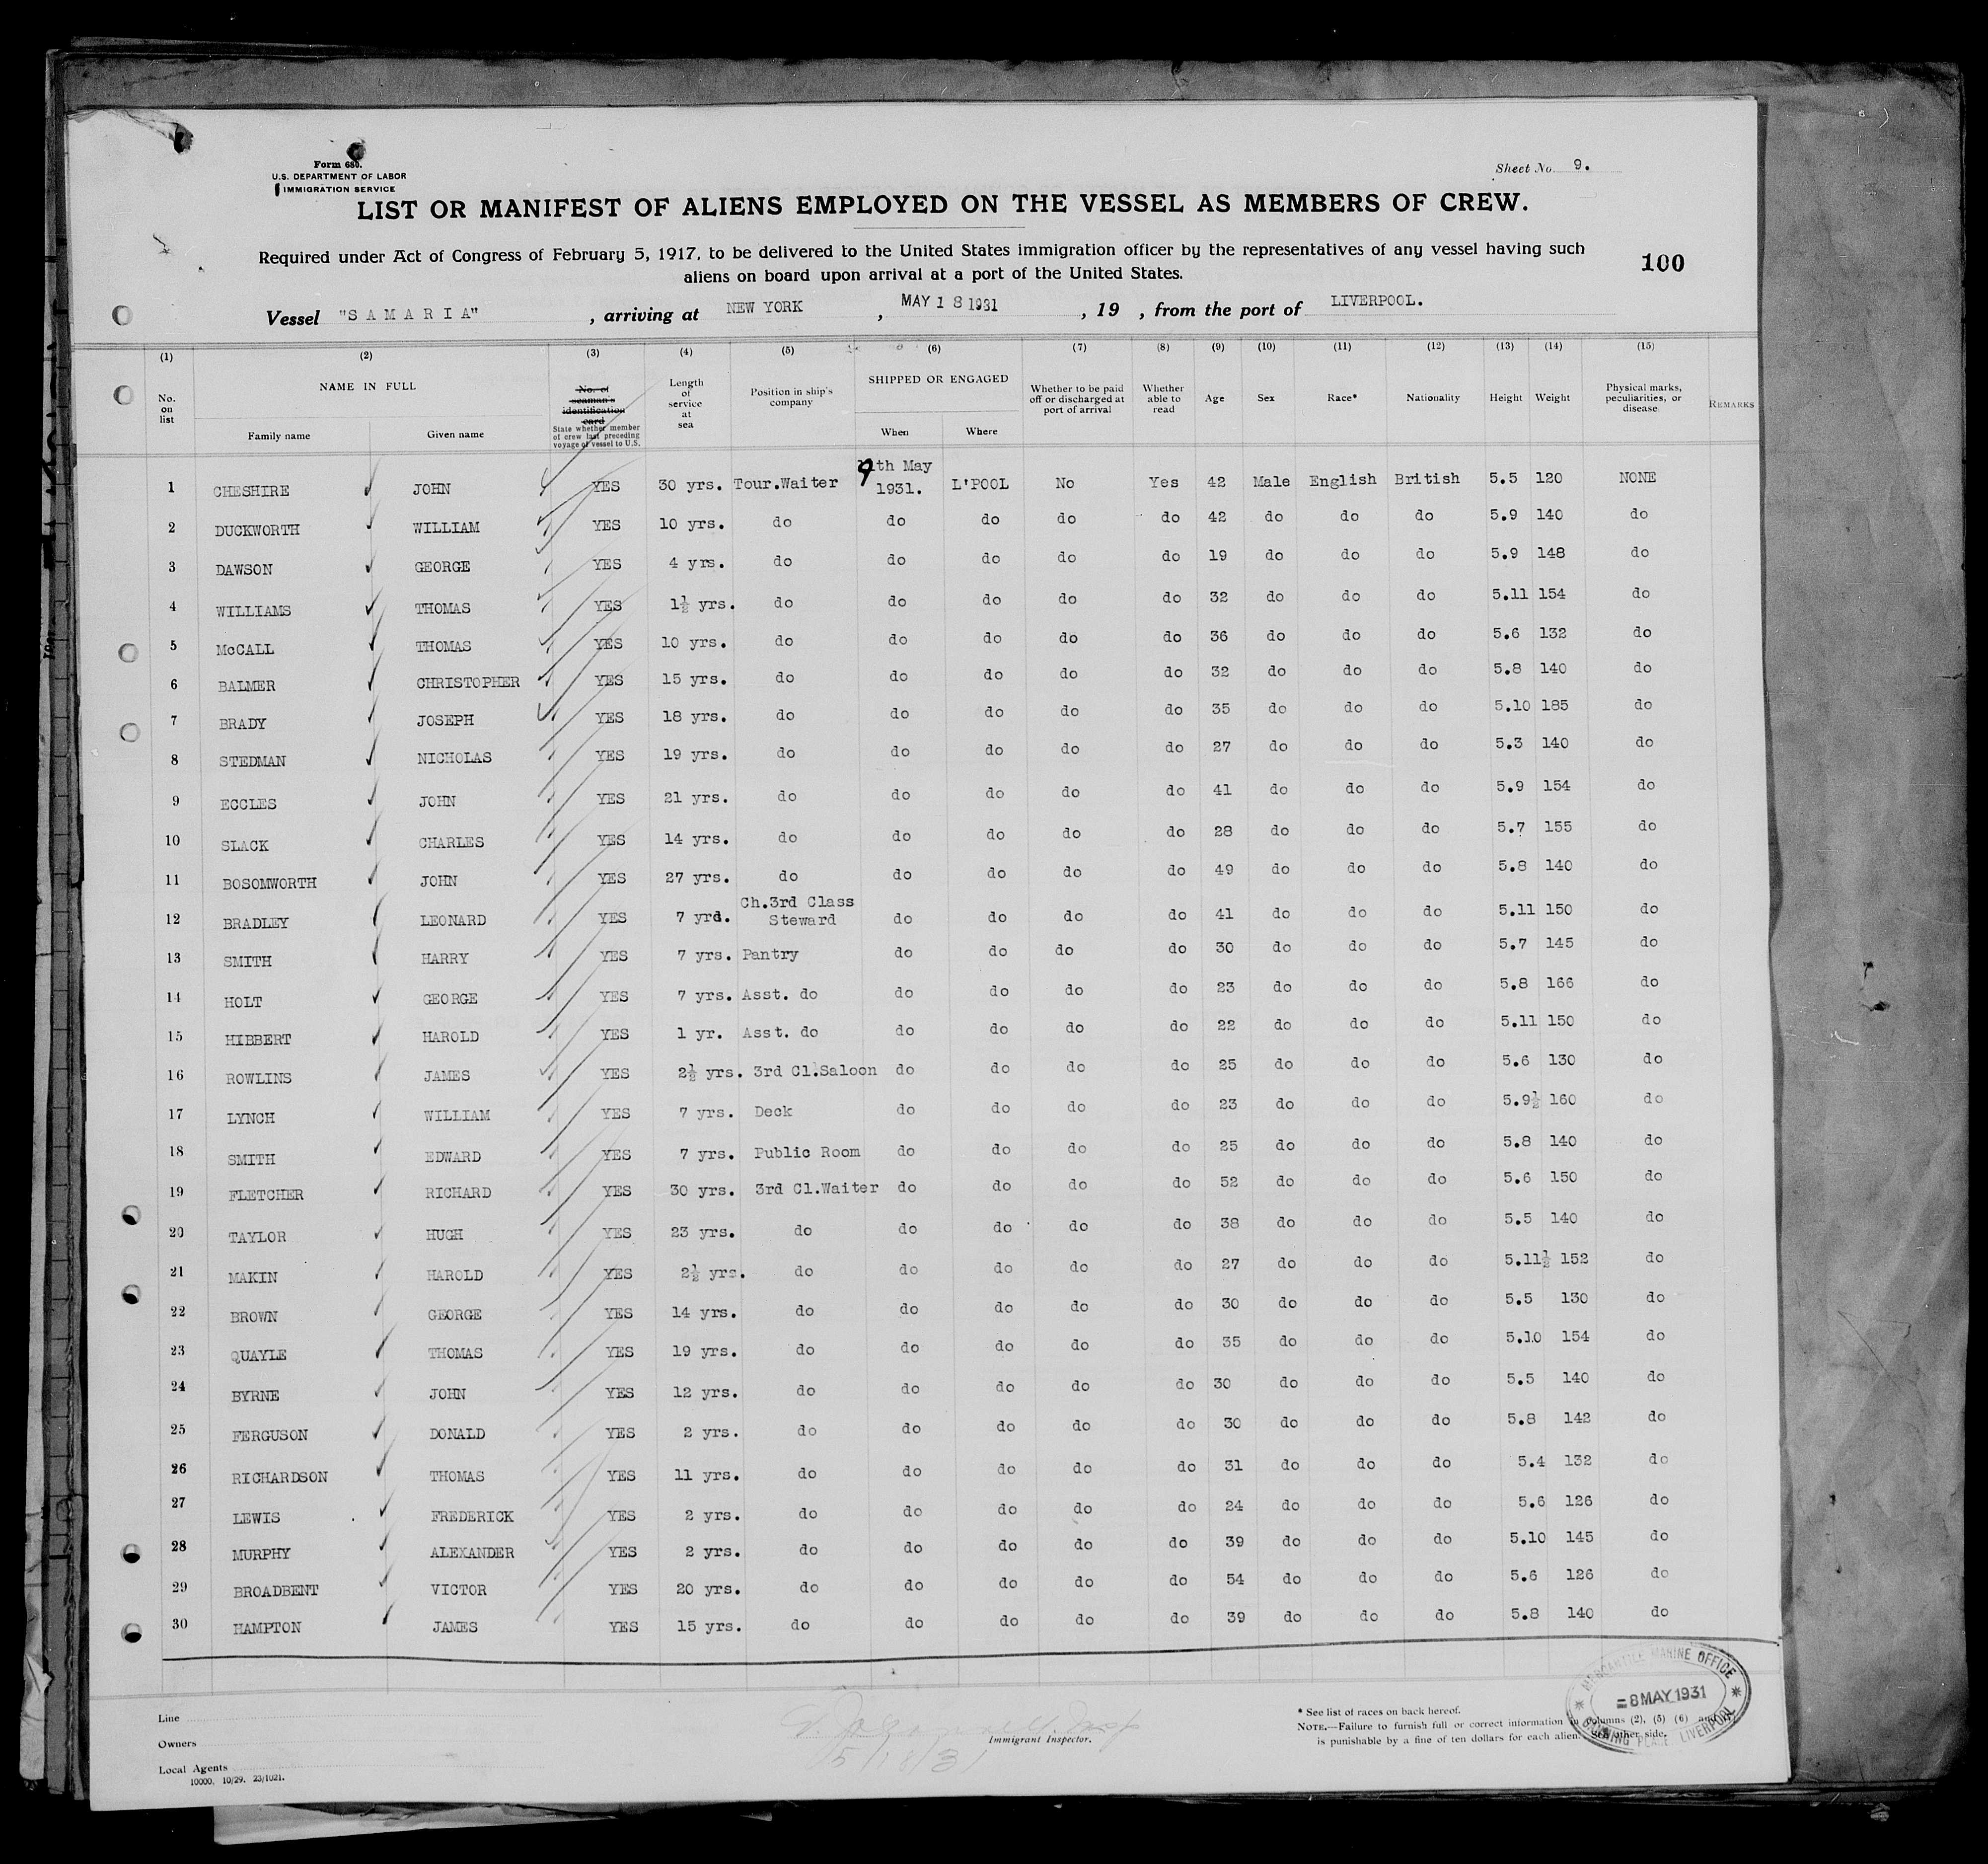 Form 680.
U.S. DEPARTMENT OF LABOR
IMMIGRATION SERVICE
Sheet No. 9.
LIST OR MANIFEST OF ALIENS EMPLOYED ON THE VESSEL AS MEMBERS OF CREW.
Required under Act of Congress of February 5, 1917, to be delivered to the United States immigration officer by the representatives of any vessel having such
aliens on board upon arrival at a port of the United States.
100
Vessel "SAMARIA" , arriving at NEW YORK , MAY 18 1931 , 19 , from the port of LIVERPOOL.
(1) (2) (3) (4) (5) (6) (7) (8) (9) (10) (11) (12) (13) (14) (15)
No. on list NAME IN FULL Family name Given name No. of seaman's identification card State whether member of crew last preceding voyage of vessel to U.S. Length of service at sea Position in ship's company SHIPPED OR ENGAGED When Where Whether to be paid off or discharged at port of arrival Whether able to read Age Sex Race* Nationality Height Weight Physical marks, peculiarities, or disease REMARKS
1 CHESHIRE JOHN YES 30 yrs. Tour.Waiter 9th May 1931. L'POOL No Yes 42 Male English British 5.5 120 NONE
2 DUCKWORTH WILLIAM YES 10 yrs. do do do do do 42 do do do 5.9 140 do
3 DAWSON GEORGE YES 4 yrs. do do do do do 19 do do do 5.9 148 do
4 WILLIAMS THOMAS YES 1½ yrs. do do do do do 32 do do do 5.11 154 do
5 McCALL THOMAS YES 10 yrs. do do do do do 36 do do do 5.6 132 do
6 BALMER CHRISTOPHER YES 15 yrs. do do do do do 32 do do do 5.8 140 do
7 BRADY JOSEPH YES 18 yrs. do do do do do 35 do do do 5.10 185 do
8 STEDMAN NICHOLAS YES 19 yrs. do do do do do 27 do do do 5.3 140 do
9 ECCLES JOHN YES 21 yrs. do do do do do 41 do do do 5.9 154 do
10 SLACK CHARLES YES 14 yrs. do do do do do 28 do do do 5.7 155 do
11 BOSOMWORTH JOHN YES 27 yrs. do do do do do 49 do do do 5.8 140 do
12 BRADLEY LEONARD YES 7 yrd. Ch.3rd Class Steward do do do do 41 do do do 5.11 150 do
13 SMITH HARRY YES 7 yrs. Pantry do do do do 30 do do do 5.7 145 do
14 HOLT GEORGE YES 7 yrs. Asst. do do do do do 23 do do do 5.8 166 do
15 HIBBERT HAROLD YES 1 yr. Asst. do do do do do 22 do do do 5.11 150 do
16 ROWLINS JAMES YES 2½ yrs. 3rd Cl.Saloon do do do do 25 do do do 5.6 130 do
17 LYNCH WILLIAM YES 7 yrs. Deck do do do do 23 do do do 5.9½ 160 do
18 SMITH EDWARD YES 7 yrs. Public Room do do do do 25 do do do 5.8 140 do
19 FLETCHER RICHARD YES 30 yrs. 3rd Cl.Waiter do do do do 52 do do do 5.6 150 do
20 TAYLOR HUGH YES 23 yrs. do do do do do 38 do do do 5.5 140 do
21 MAKIN HAROLD YES 2½ yrs. do do do do do 27 do do do 5.11½ 152 do
22 BROWN GEORGE YES 14 yrs. do do do do do 30 do do do 5.5 130 do
23 QUAYLE THOMAS YES 19 yrs. do do do do do 35 do do do 5.10 154 do
24 BYRNE JOHN YES 12 yrs. do do do do do 30 do do do 5.5 140 do
25 FERGUSON DONALD YES 2 yrs. do do do do do 30 do do do 5.8 142 do
26 RICHARDSON THOMAS YES 11 yrs. do do do do do 31 do do do 5.4 132 do
27 LEWIS FREDERICK YES 2 yrs. do do do do do 24 do do do 5.6 126 do
28 MURPHY ALEXANDER YES 2 yrs. do do do do do 39 do do do 5.10 145 do
29 BROADBENT VICTOR YES 20 yrs. do do do do do 54 do do do 5.6 126 do
30 HAMPTON JAMES YES 15 yrs. do do do do do 39 do do do 5.8 140 do
Line
Owners
Local Agents
10000, 10/29. 23/1021.
5/18/31
Immigrant Inspector.
* See list of races on back hereof.
NOTE.—Failure to furnish full or correct information in columns (2), (5) (6)
is punishable by a fine of ten dollars for each alien. other side.
MERCANTILE MARINE OFFICE
8 MAY 1931
CANNING PLACE LIVERPOOL